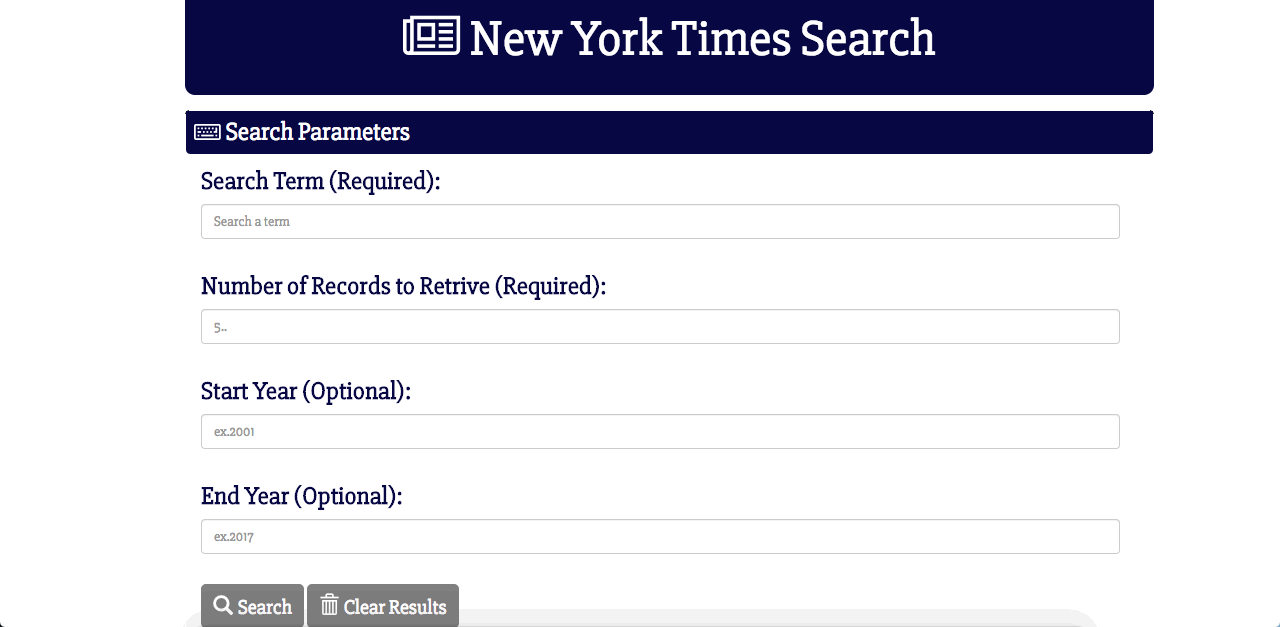 New York Times Search
Search Parameters
Search Term (Required):
Search a term
Number of Records to Retrive (Required):
5..
Start Year (Optional):
ex.2001
End Year (Optional):
ex.2017
Search Clear Results